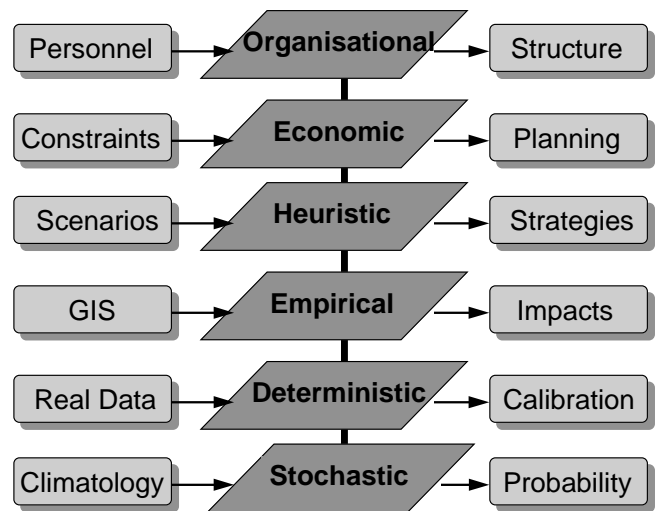 Personnel Organisational Structure
Constraints Economic Planning
Scenarios Heuristic Strategies
GIS Empirical Impacts
Real Data Deterministic Calibration
Climatology Stochastic Probability